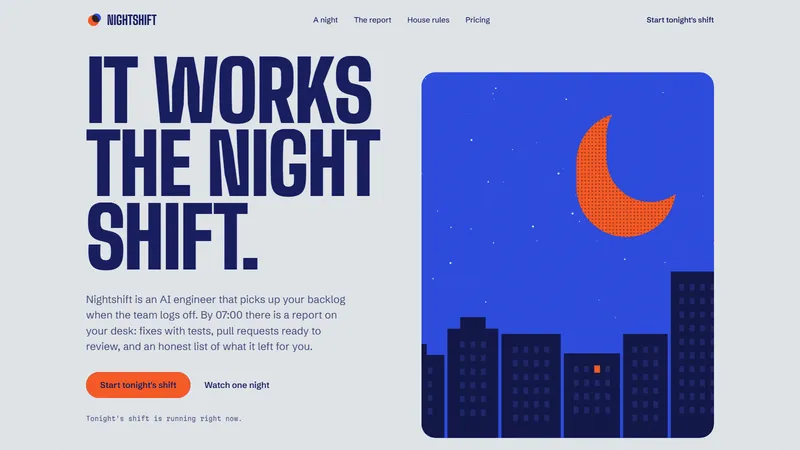 NIGHTSHIFT
A night
The report
House rules
Pricing
Start tonight's shift
IT WORKS
THE NIGHT
SHIFT.
Nightshift is an AI engineer that picks up your backlog
when the team logs off. By 07:00 there is a report on
your desk: fixes with tests, pull requests ready to
review, and an honest list of what it left for you.
Start tonight's shift
Watch one night
Tonight's shift is running right now.